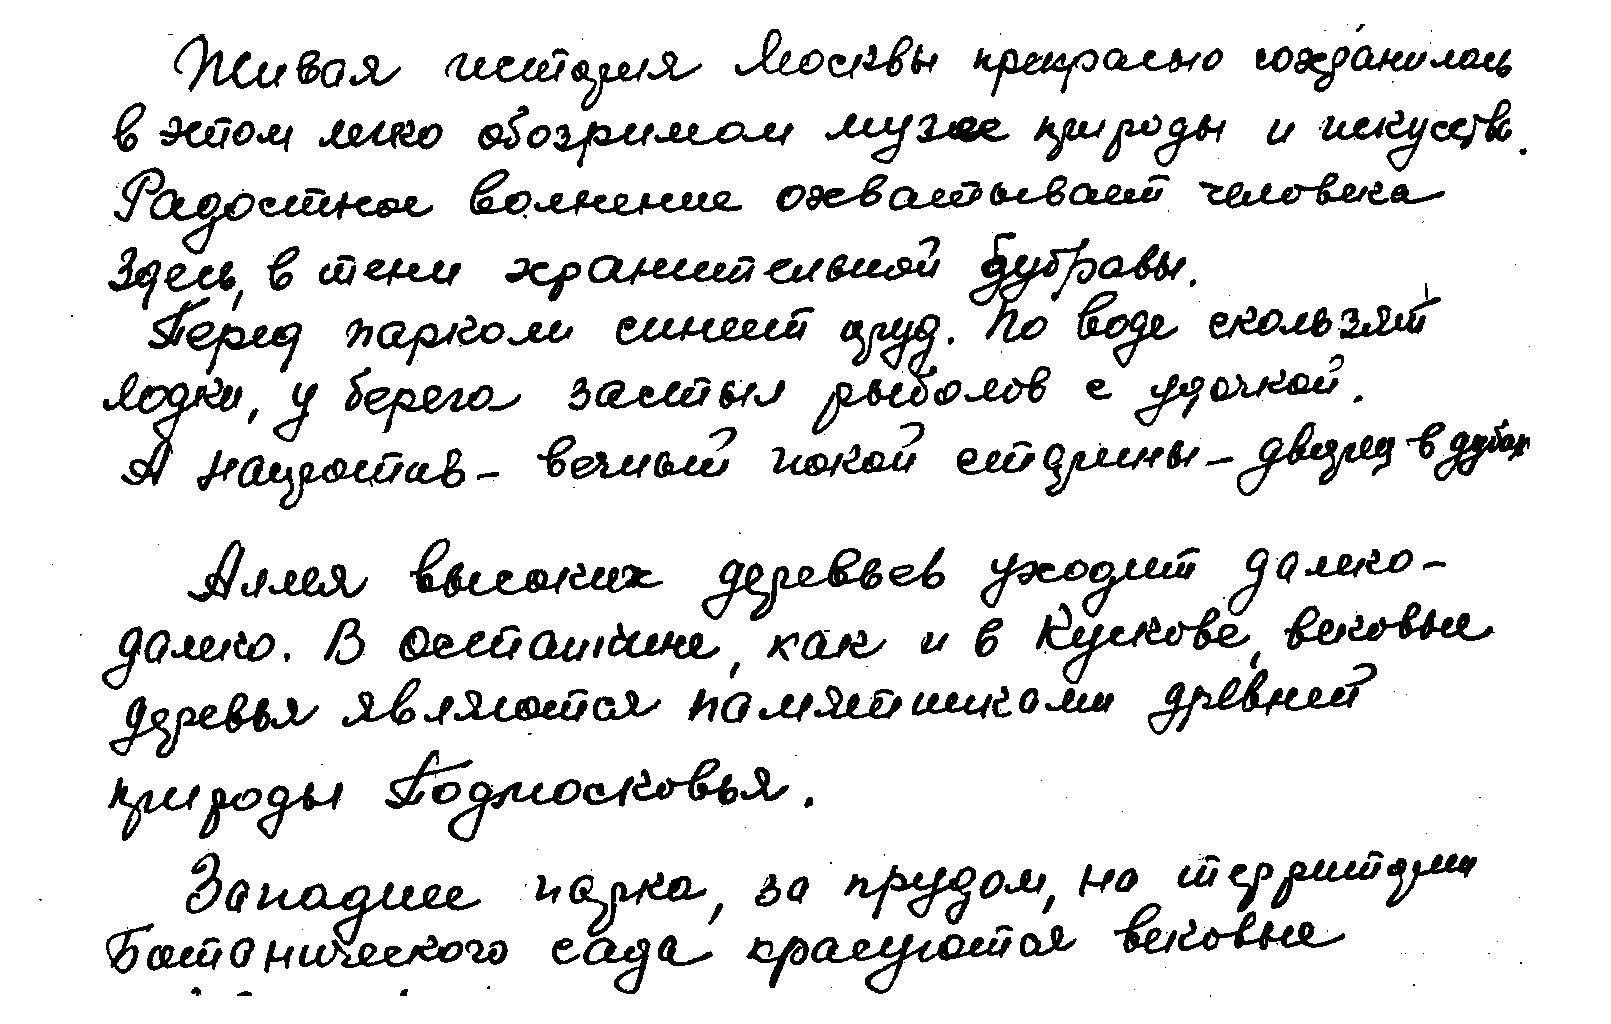 Живая история Москвы прекрасно сохранилась
в этом легко обозримом музее природы и искусства.
Радостное волнение охватывает человека
здесь, в тени хранительной дубравы.
Перед парком синеет пруд. По воде скользят
лодки, у берега застыл рыболов с удочкой.
А напротив – вечный покой старины – дворец в дубах
Аллея высоких деревьев уходит далеко-
далеко. В Останкине, как и в Кускове, вековые
деревья являются памятниками древней
природы Подмосковья.
Западнее парка, за прудом, на территории
Ботанического сада красуются вековые